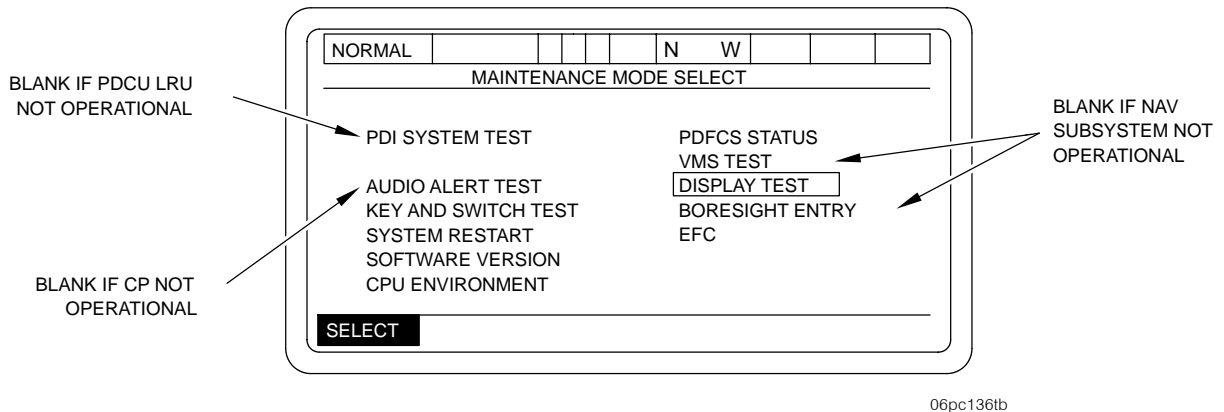 NORMAL N W
MAINTENANCE MODE SELECT
BLANK IF PDCU LRU
NOT OPERATIONAL
PDI SYSTEM TEST
AUDIO ALERT TEST
KEY AND SWITCH TEST
SYSTEM RESTART
SOFTWARE VERSION
CPU ENVIRONMENT
PDFCS STATUS
VMS TEST
DISPLAY TEST
BORESIGHT ENTRY
EFC
BLANK IF NAV
SUBSYSTEM NOT
OPERATIONAL
BLANK IF CP NOT
OPERATIONAL
SELECT
06pc136tb